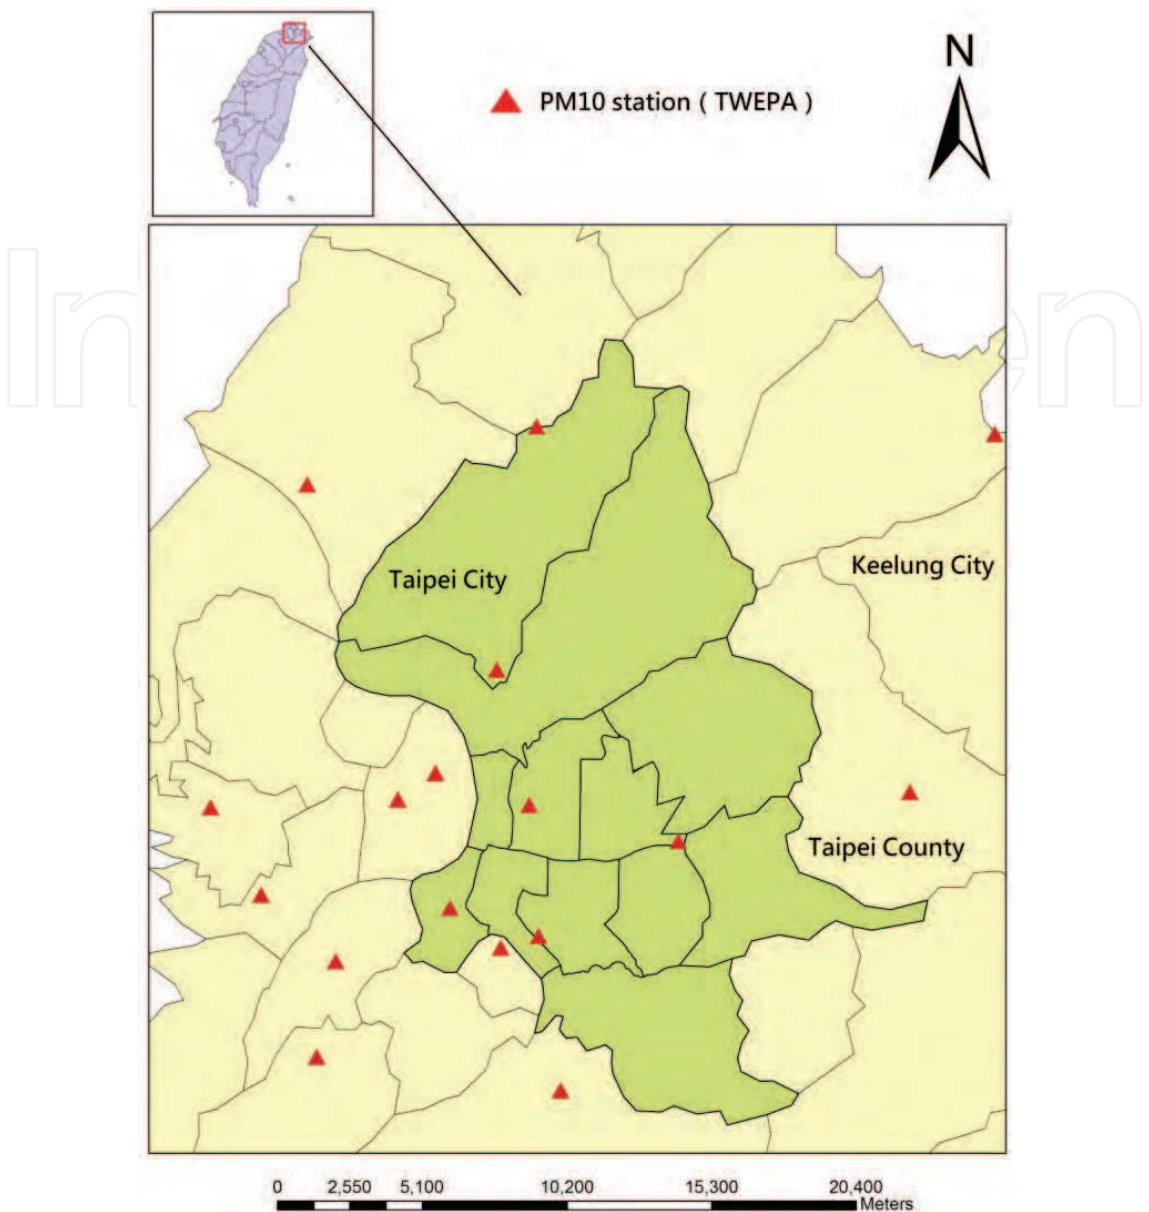 N
PM10 station ( TWEPA )
Taipei City
Keelung City
Taipei County
0 2,550 5,100 10,200 15,300 20,400
Meters